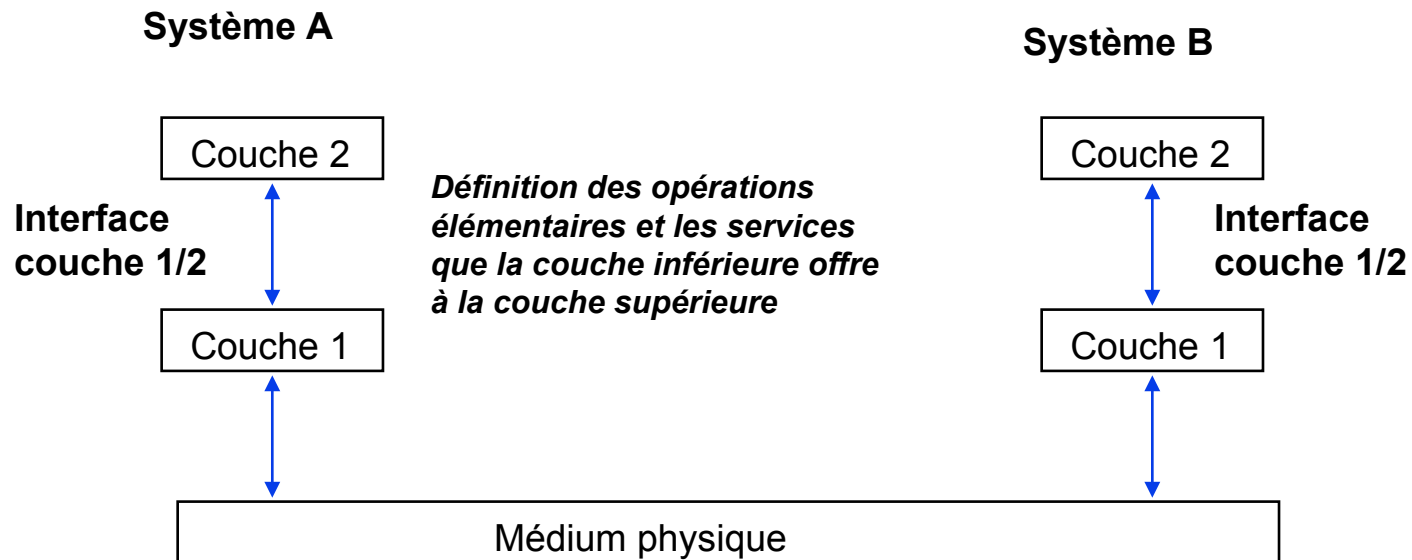 Système A
Système B
Couche 2
Couche 2
Définition des opérations
élémentaires et les services
que la couche inférieure offre
à la couche supérieure
Interface
couche 1/2
Interface
couche 1/2
Couche 1
Couche 1
Médium physique